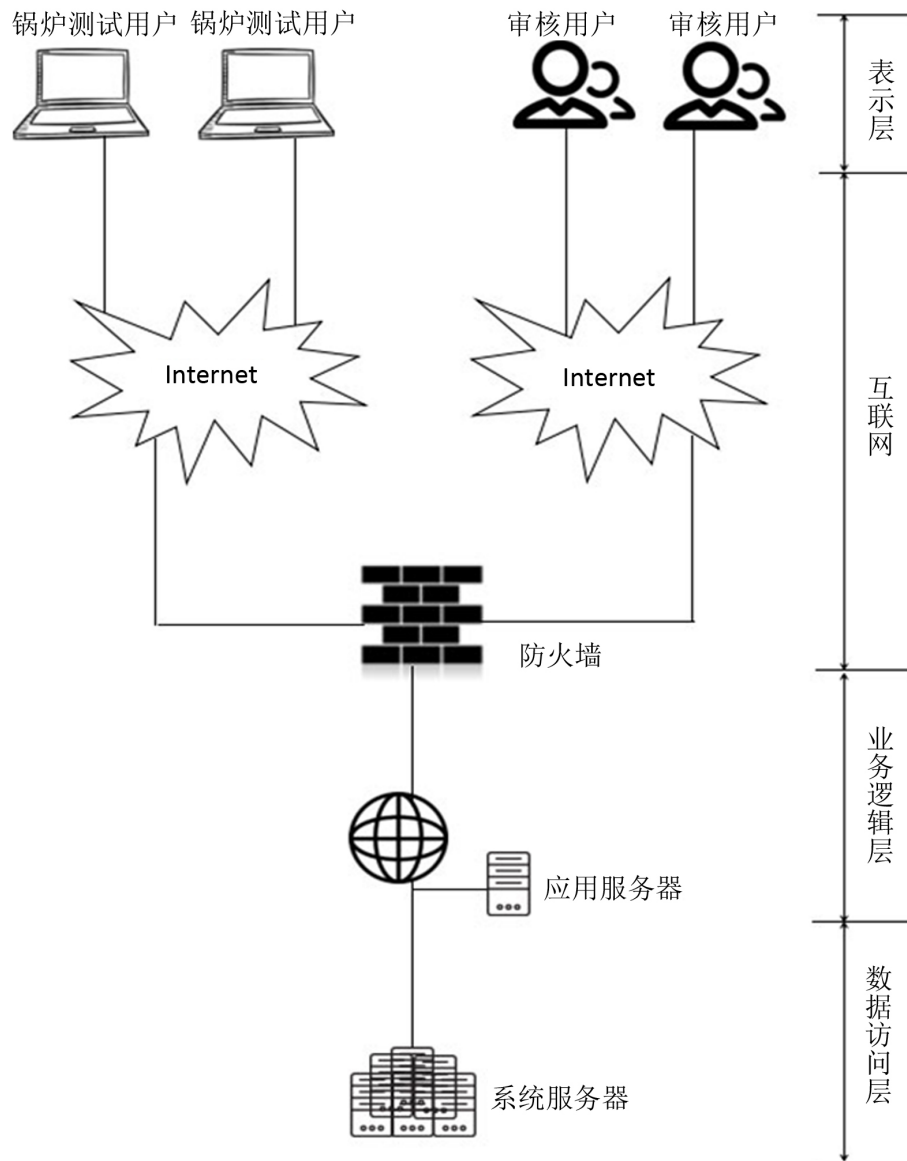 锅炉测试用户
锅炉测试用户
审核用户
审核用户
表示层
Internet
Internet
互联网
防火墙
业务逻辑层
应用服务器
数据访问层
系统服务器